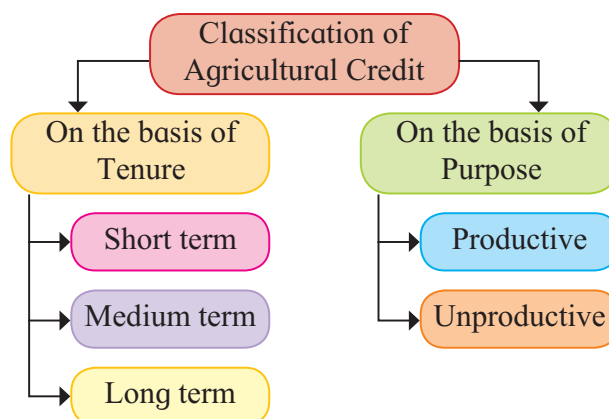 Classification of
Agricultural Credit
On the basis of
Tenure
Short term
Medium term
Long term
On the basis of
Purpose
Productive
Unproductive